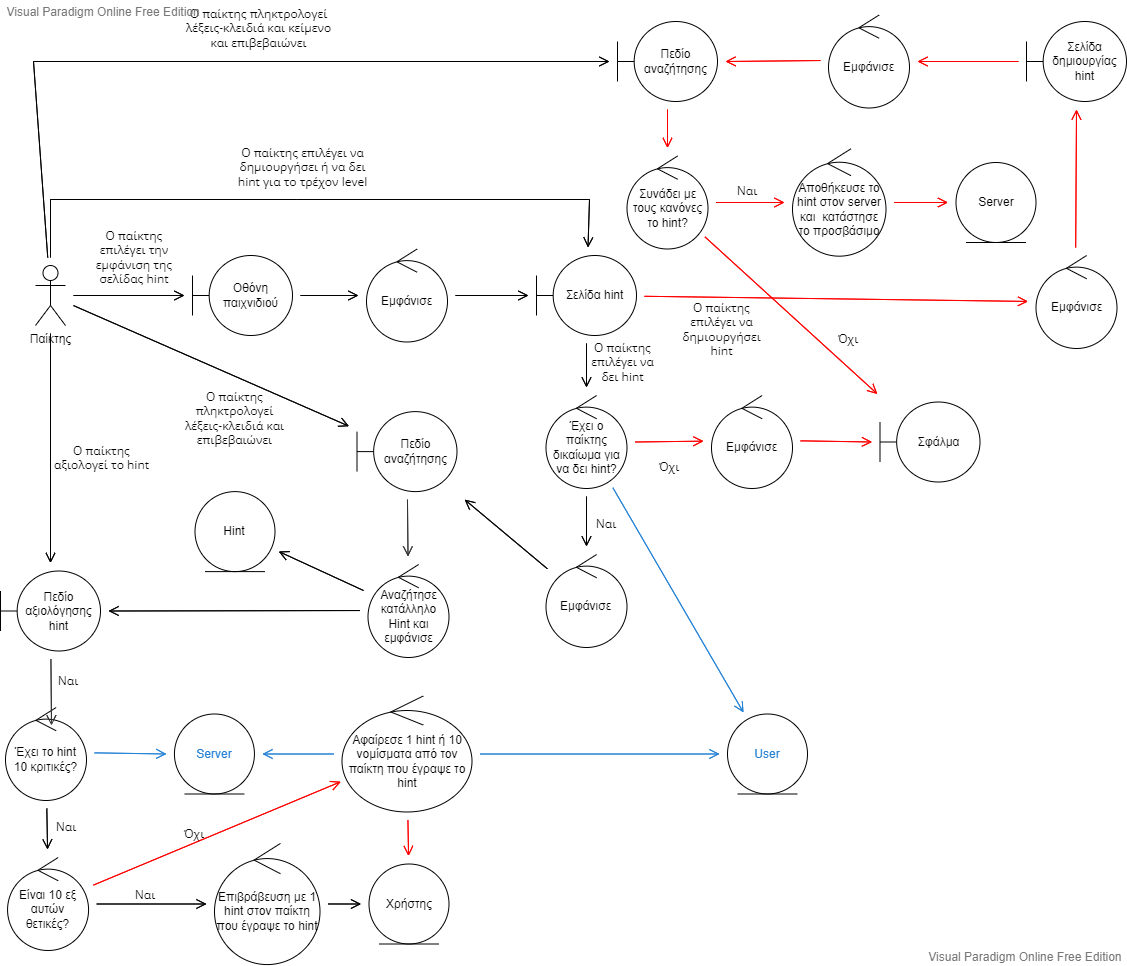 Visual Paradigm Online Free Edition
Ο παίκτης πληκτρολογεί
λέξεις-κλειδιά και κείμενο
και επιβεβαιώνει
Πεδίο
αναζήτησης
Εμφάνισε
Σελίδα
δημιουργίας
hint
Ο παίκτης επιλέγει να
δημιουργήσει ή να δει
hint για το τρέχον level
Συνάδει με
τους κανόνες
το hint?
Ναι
Αποθήκευσε το
hint στον server
και κατάστησε
το προσβάσιμο
Server
Ο παίκτης
επιλέγει την
εμφάνιση της
σελίδας hint
Παίκτης
Οθόνη
παιχνιδιού
Εμφάνισε
Σελίδα hint
Ο παίκτης
επιλέγει να
δημιουργήσει
hint
Εμφάνισε
Όχι
Ο παίκτης
επιλέγει να
δει hint
Ο παίκτης
πληκτρολογεί
λέξεις-κλειδιά και
επιβεβαιώνει
Πεδίο
αναζήτησης
Έχει ο
παίκτης
δικαίωμα για
να δει hint?
Όχι
Εμφάνισε
Σφάλμα
Ο παίκτης
αξιολογεί το hint
Ναι
Hint
Εμφάνισε
Πεδίο
αξιολόγησης
hint
Αναζήτησε
κατάλληλο
Hint και
εμφάνισε
Ναι
Έχει το hint
10 κριτικές?
Server
Αφαίρεσε 1 hint ή 10
νομίσματα από τον
παίκτη που έγραψε το
hint
User
Ναι
Όχι
Είναι 10 εξ
αυτών
θετικές?
Ναι
Επιβράβευση με 1
hint στον παίκτη
που έγραψε το hint
Χρήστης
Visual Paradigm Online Free Edition